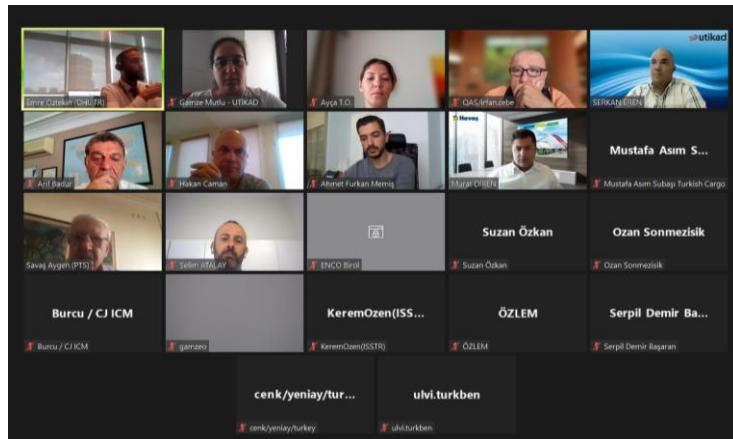 utikad
Emre Öztekin (DHL/TR)
Gamze Mutlu - UTİKAD
Ayça T.O.
QAS/irfan.cebe
SERKAN EREN
Havaş
Mustafa Asım S...
Arif Badur
Hakan Caman
Ahmet Furkan Memiş
Murat DİREN
Mustafa Asım Subaşı Turkish Cargo
Suzan Özkan
Ozan Sonmezisik
Savaş Aygen (PTS)
Selim ATALAY
ENCO Birol
Suzan Özkan
Ozan Sonmezisik
Burcu / CJ ICM
KeremOzen(ISS...
ÖZLEM
Serpil Demir Ba...
Burcu / CJ ICM
gamzeo
KeremOzen(ISSTR)
ÖZLEM
Serpil Demir Başaran
cenk/yeniay/tur...
ulvi.turkben
cenk/yeniay/turkey
ulvi.turkben